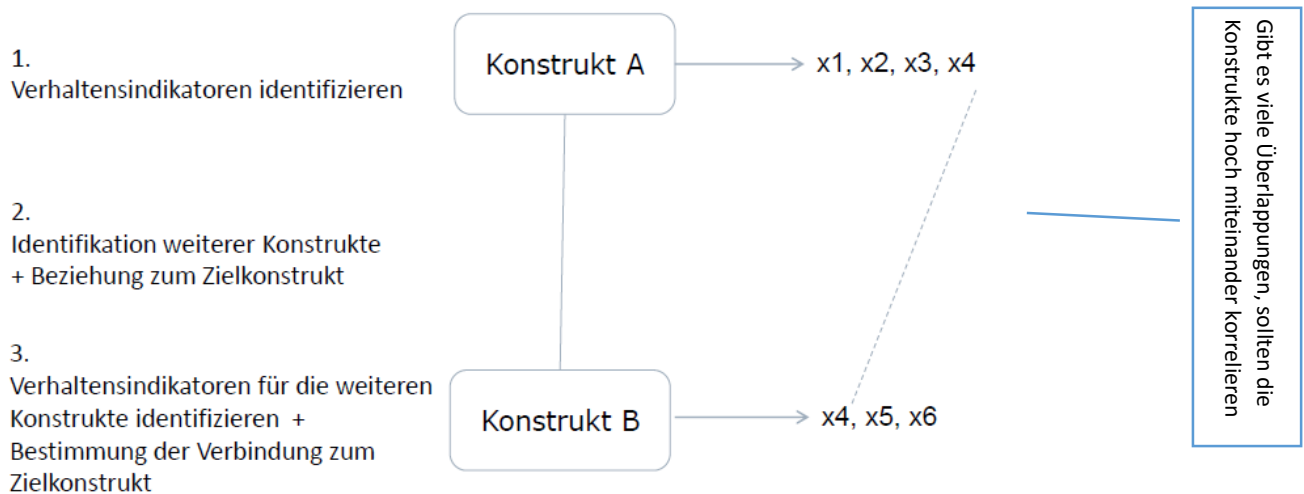 1.
Verhaltensindikatoren identifizieren
Konstrukt A
x1, x2, x3, x4
2.
Identifikation weiterer Konstrukte
+ Beziehung zum Zielkonstrukt
3.
Verhaltensindikatoren für die weiteren
Konstrukte identifizieren +
Bestimmung der Verbindung zum
Zielkonstrukt
Konstrukt B
x4, x5, x6
Gibt es viele Überlappungen, sollten die
Konstrukte hoch miteinander korrelieren